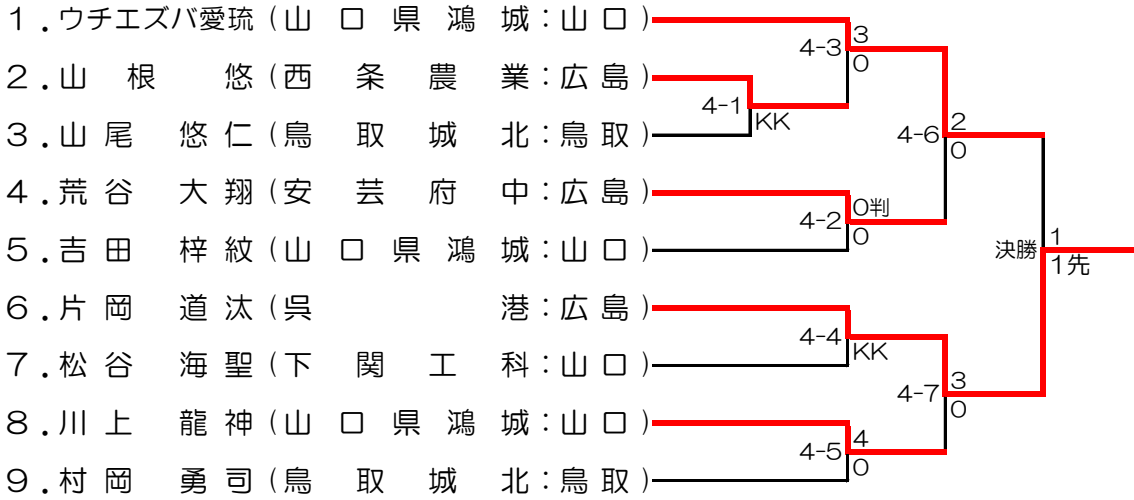 1.ウチエズバ愛琉(山口県鴻城:山口)
2.山根 悠(西条農業:広島)
3.山尾 悠仁(鳥取城北:鳥取)
4.荒谷 大翔(安芸府中:広島)
5.吉田 梓紋(山口県鴻城:山口)
6.片岡 道汰(呉港:広島)
7.松谷 海聖(下関工科:山口)
8.川上 龍神(山口県鴻城:山口)
9.村岡 勇司(鳥取城北:鳥取)
4-3
3
0
4-1
KK
4-6
2
0
4-2
0判
0
決勝
1
1先
4-4
KK
4-7
3
0
4-5
4
0